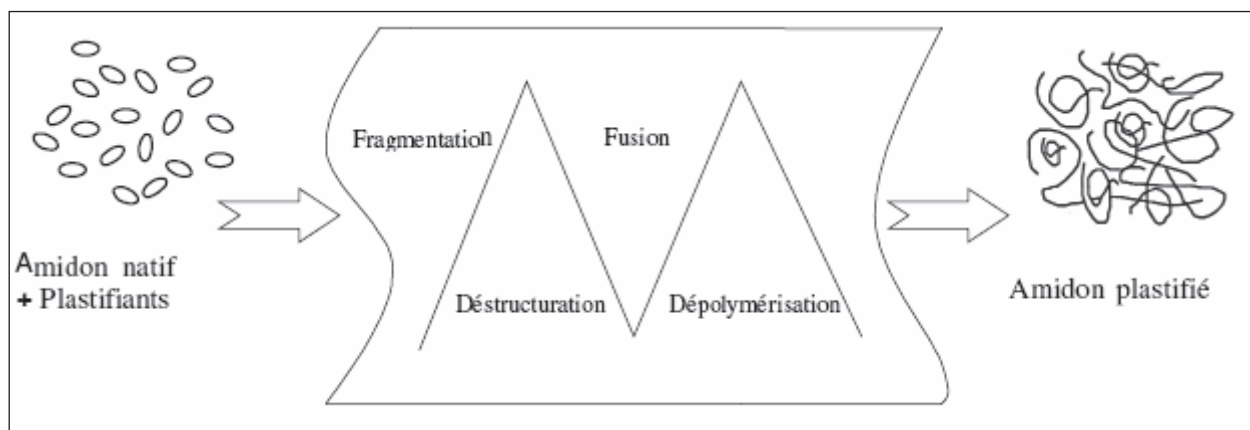 Amidon natif
+ Plastifiants
Fragmentation
Déstructuration
Fusion
Dépolymérisation
Amidon plastifié